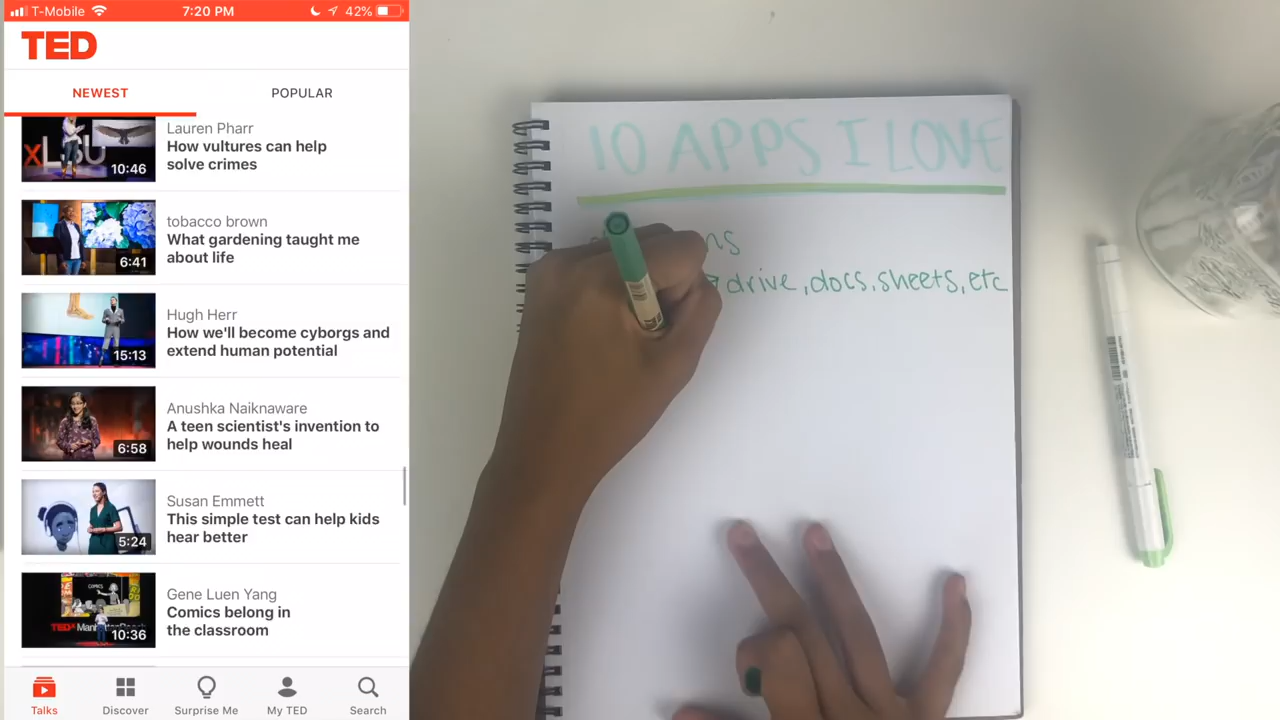 T-Mobile 7:20 PM 42%
TED
NEWEST POPULAR
Lauren Pharr
How vultures can help
solve crimes
xLSU
10:46
tobacco brown
What gardening taught me
about life
6:41
Hugh Herr
How we'll become cyborgs and
extend human potential
15:13
Anushka Naiknaware
A teen scientist's invention to
help wounds heal
6:58
Susan Emmett
This simple test can help kids
hear better
5:24
Gene Luen Yang
Comics belong in
the classroom
COMICS
10:36
Talks Discover Surprise Me My TED Search
10 APPS I LOVE
drive, docs, sheets, etc